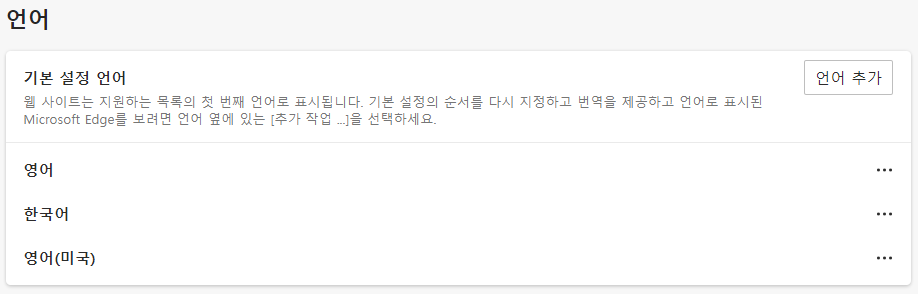 언어
기본 설정 언어
언어 추가
웹 사이트는 지원하는 목록의 첫 번째 언어로 표시됩니다. 기본 설정의 순서를 다시 지정하고 번역을 제공하고 언어로 표시된
Microsoft Edge를 보려면 언어 옆에 있는 [추가 작업 ...]을 선택하세요.
영어
한국어
영어(미국)